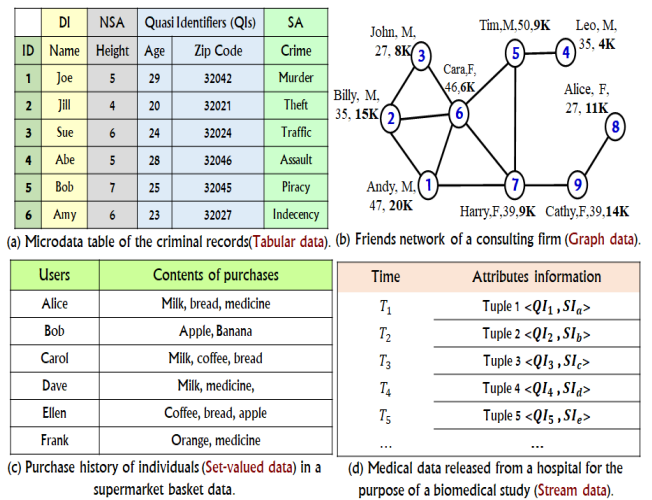 DI NSA Quasi Identifiers (QIs) SA
ID Name Height Age Zip Code Crime
1 Joe 5 29 32042 Murder
2 Jill 4 20 32021 Theft
3 Sue 6 24 32024 Traffic
4 Abe 5 28 32046 Assault
5 Bob 7 25 32045 Piracy
6 Amy 6 23 32027 Indecency
(a) Microdata table of the criminal records(Tabular data).
John, M,
27, 8K
3
Tim,M,50,9K
5
Leo, M,
35, 4K
4
Cara,F,
46,6K
6
Billy, M,
35, 15K
2
Alice, F,
27, 11K
8
1
Andy, M,
47, 20K
7
Harry,F,39,9K
9
Cathy,F,39,14K
(b) Friends network of a consulting firm (Graph data).
Users Contents of purchases
Alice Milk, bread, medicine
Bob Apple, Banana
Carol Milk, coffee, bread
Dave Milk, medicine,
Ellen Coffee, bread, apple
Frank Orange, medicine
(c) Purchase history of individuals (Set-valued data) in a
supermarket basket data.
Time Attributes information
T1 Tuple 1 <QI1 , SIa>
T2 Tuple 2 <QI2 , SIb>
T3 Tuple 3 <QI3 , SIc>
T4 Tuple 4 <QI4 , SId>
T5 Tuple 5 <QI5 , SIe>
... ...
(d) Medical data released from a hospital for the
purpose of a biomedical study (Stream data).